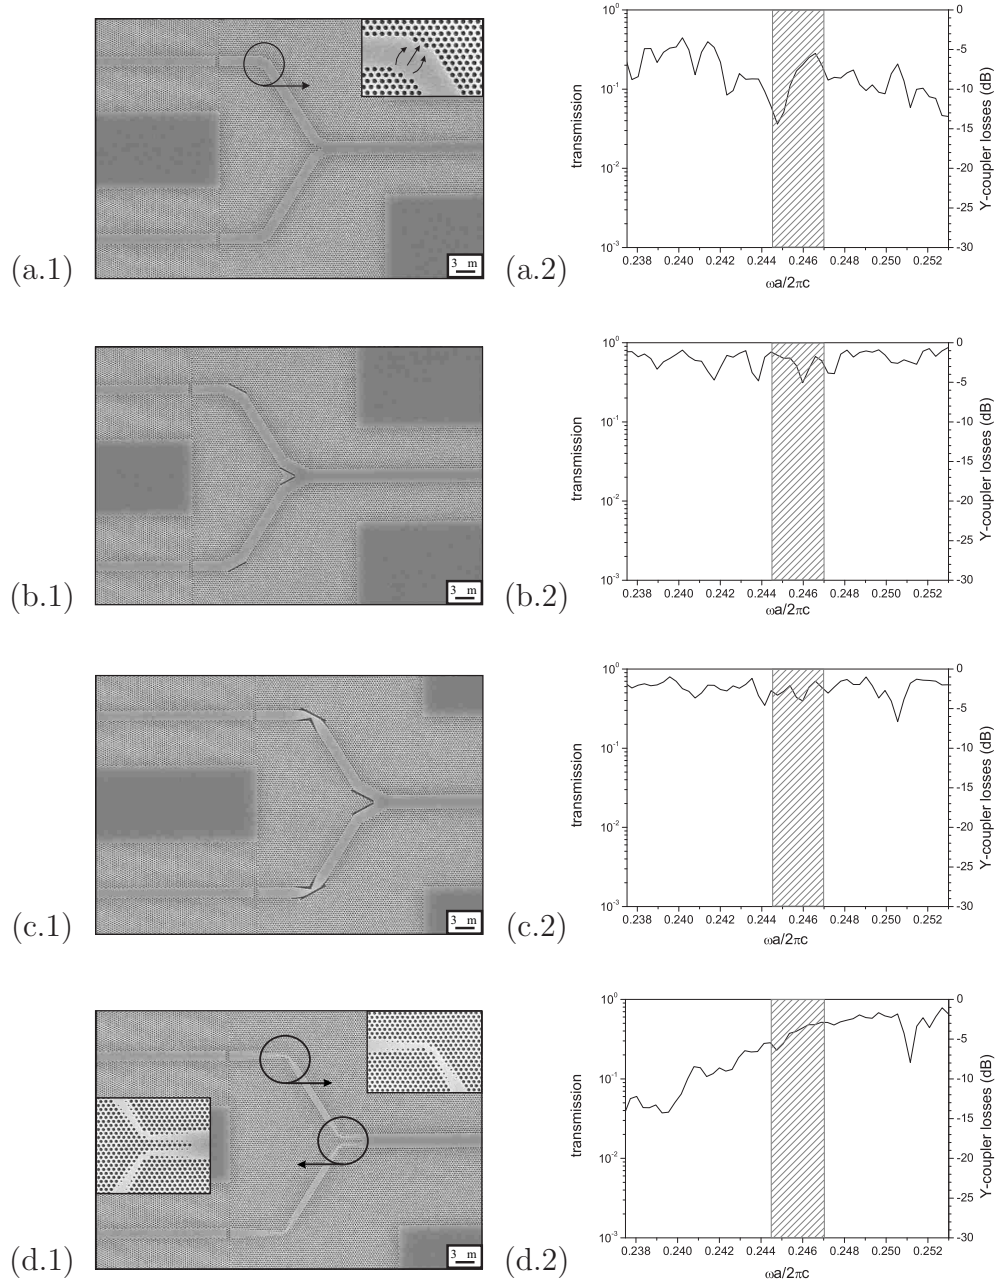 (a.1)
3 m
(a.2)
transmission
10⁰
10⁻¹
10⁻²
10⁻³
0.238 0.240 0.242 0.244 0.246 0.248 0.250 0.252
ωa/2πc
0
-5
-10
-15
-20
-25
-30
Y-coupler losses (dB)
(b.1)
3 m
(b.2)
transmission
10⁰
10⁻¹
10⁻²
10⁻³
0.238 0.240 0.242 0.244 0.246 0.248 0.250 0.252
ωa/2πc
0
-5
-10
-15
-20
-25
-30
Y-coupler losses (dB)
(c.1)
3 m
(c.2)
transmission
10⁰
10⁻¹
10⁻²
10⁻³
0.238 0.240 0.242 0.244 0.246 0.248 0.250 0.252
ωa/2πc
0
-5
-10
-15
-20
-25
-30
Y-coupler losses (dB)
(d.1)
3 m
(d.2)
transmission
10⁰
10⁻¹
10⁻²
10⁻³
0.238 0.240 0.242 0.244 0.246 0.248 0.250 0.252
ωa/2πc
0
-5
-10
-15
-20
-25
-30
Y-coupler losses (dB)